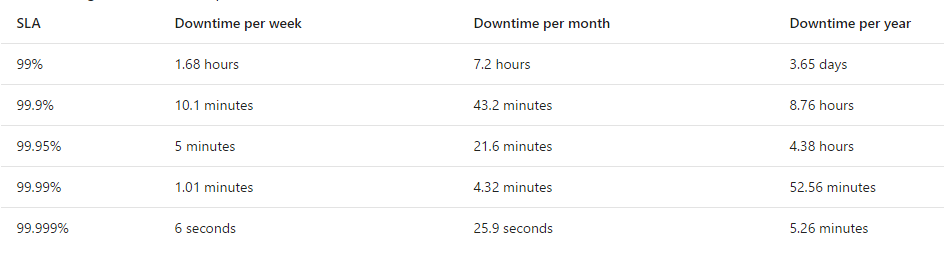 SLA Downtime per week Downtime per month Downtime per year
99% 1.68 hours 7.2 hours 3.65 days
99.9% 10.1 minutes 43.2 minutes 8.76 hours
99.95% 5 minutes 21.6 minutes 4.38 hours
99.99% 1.01 minutes 4.32 minutes 52.56 minutes
99.999% 6 seconds 25.9 seconds 5.26 minutes